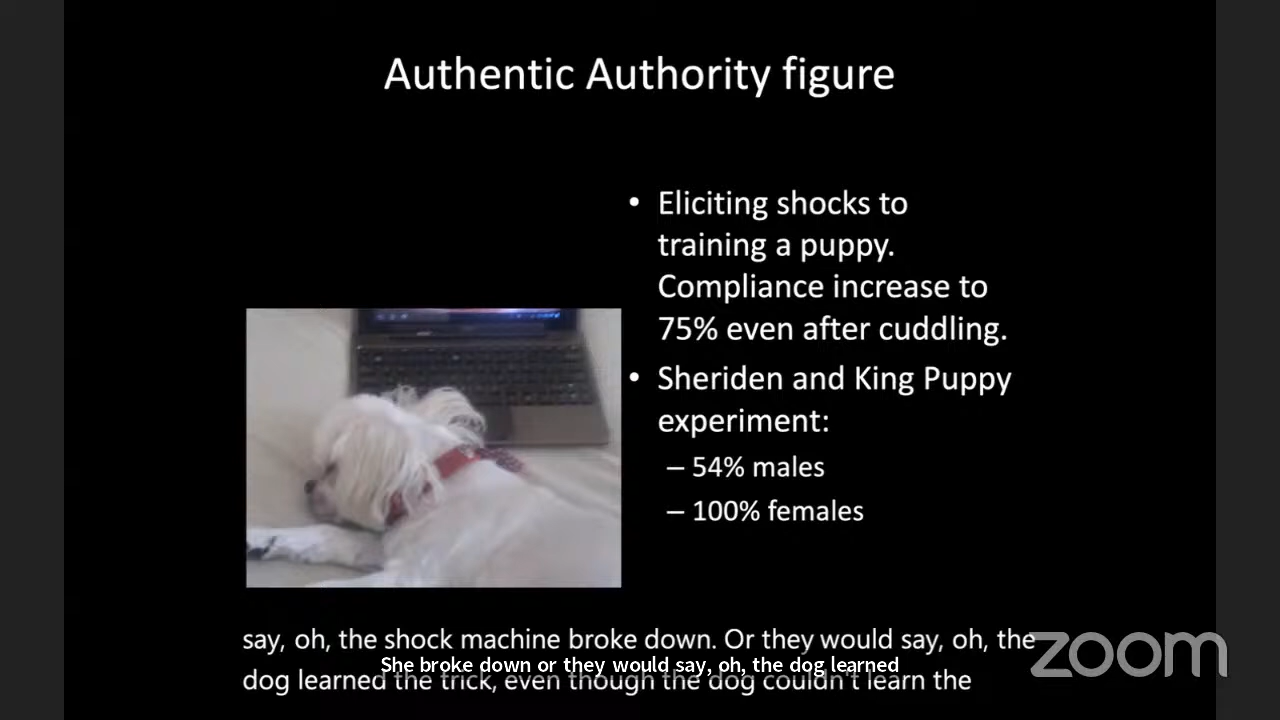 Authentic Authority figure
• Eliciting shocks to
training a puppy.
Compliance increase to
75% even after cuddling.
• Sheriden and King Puppy
experiment:
– 54% males
– 100% females
say, oh, the shock machine broke down. Or they would say, oh, the
She broke down or they would say, oh, the dog learned
dog learned the trick, even though the dog couldn't learn the
zoom